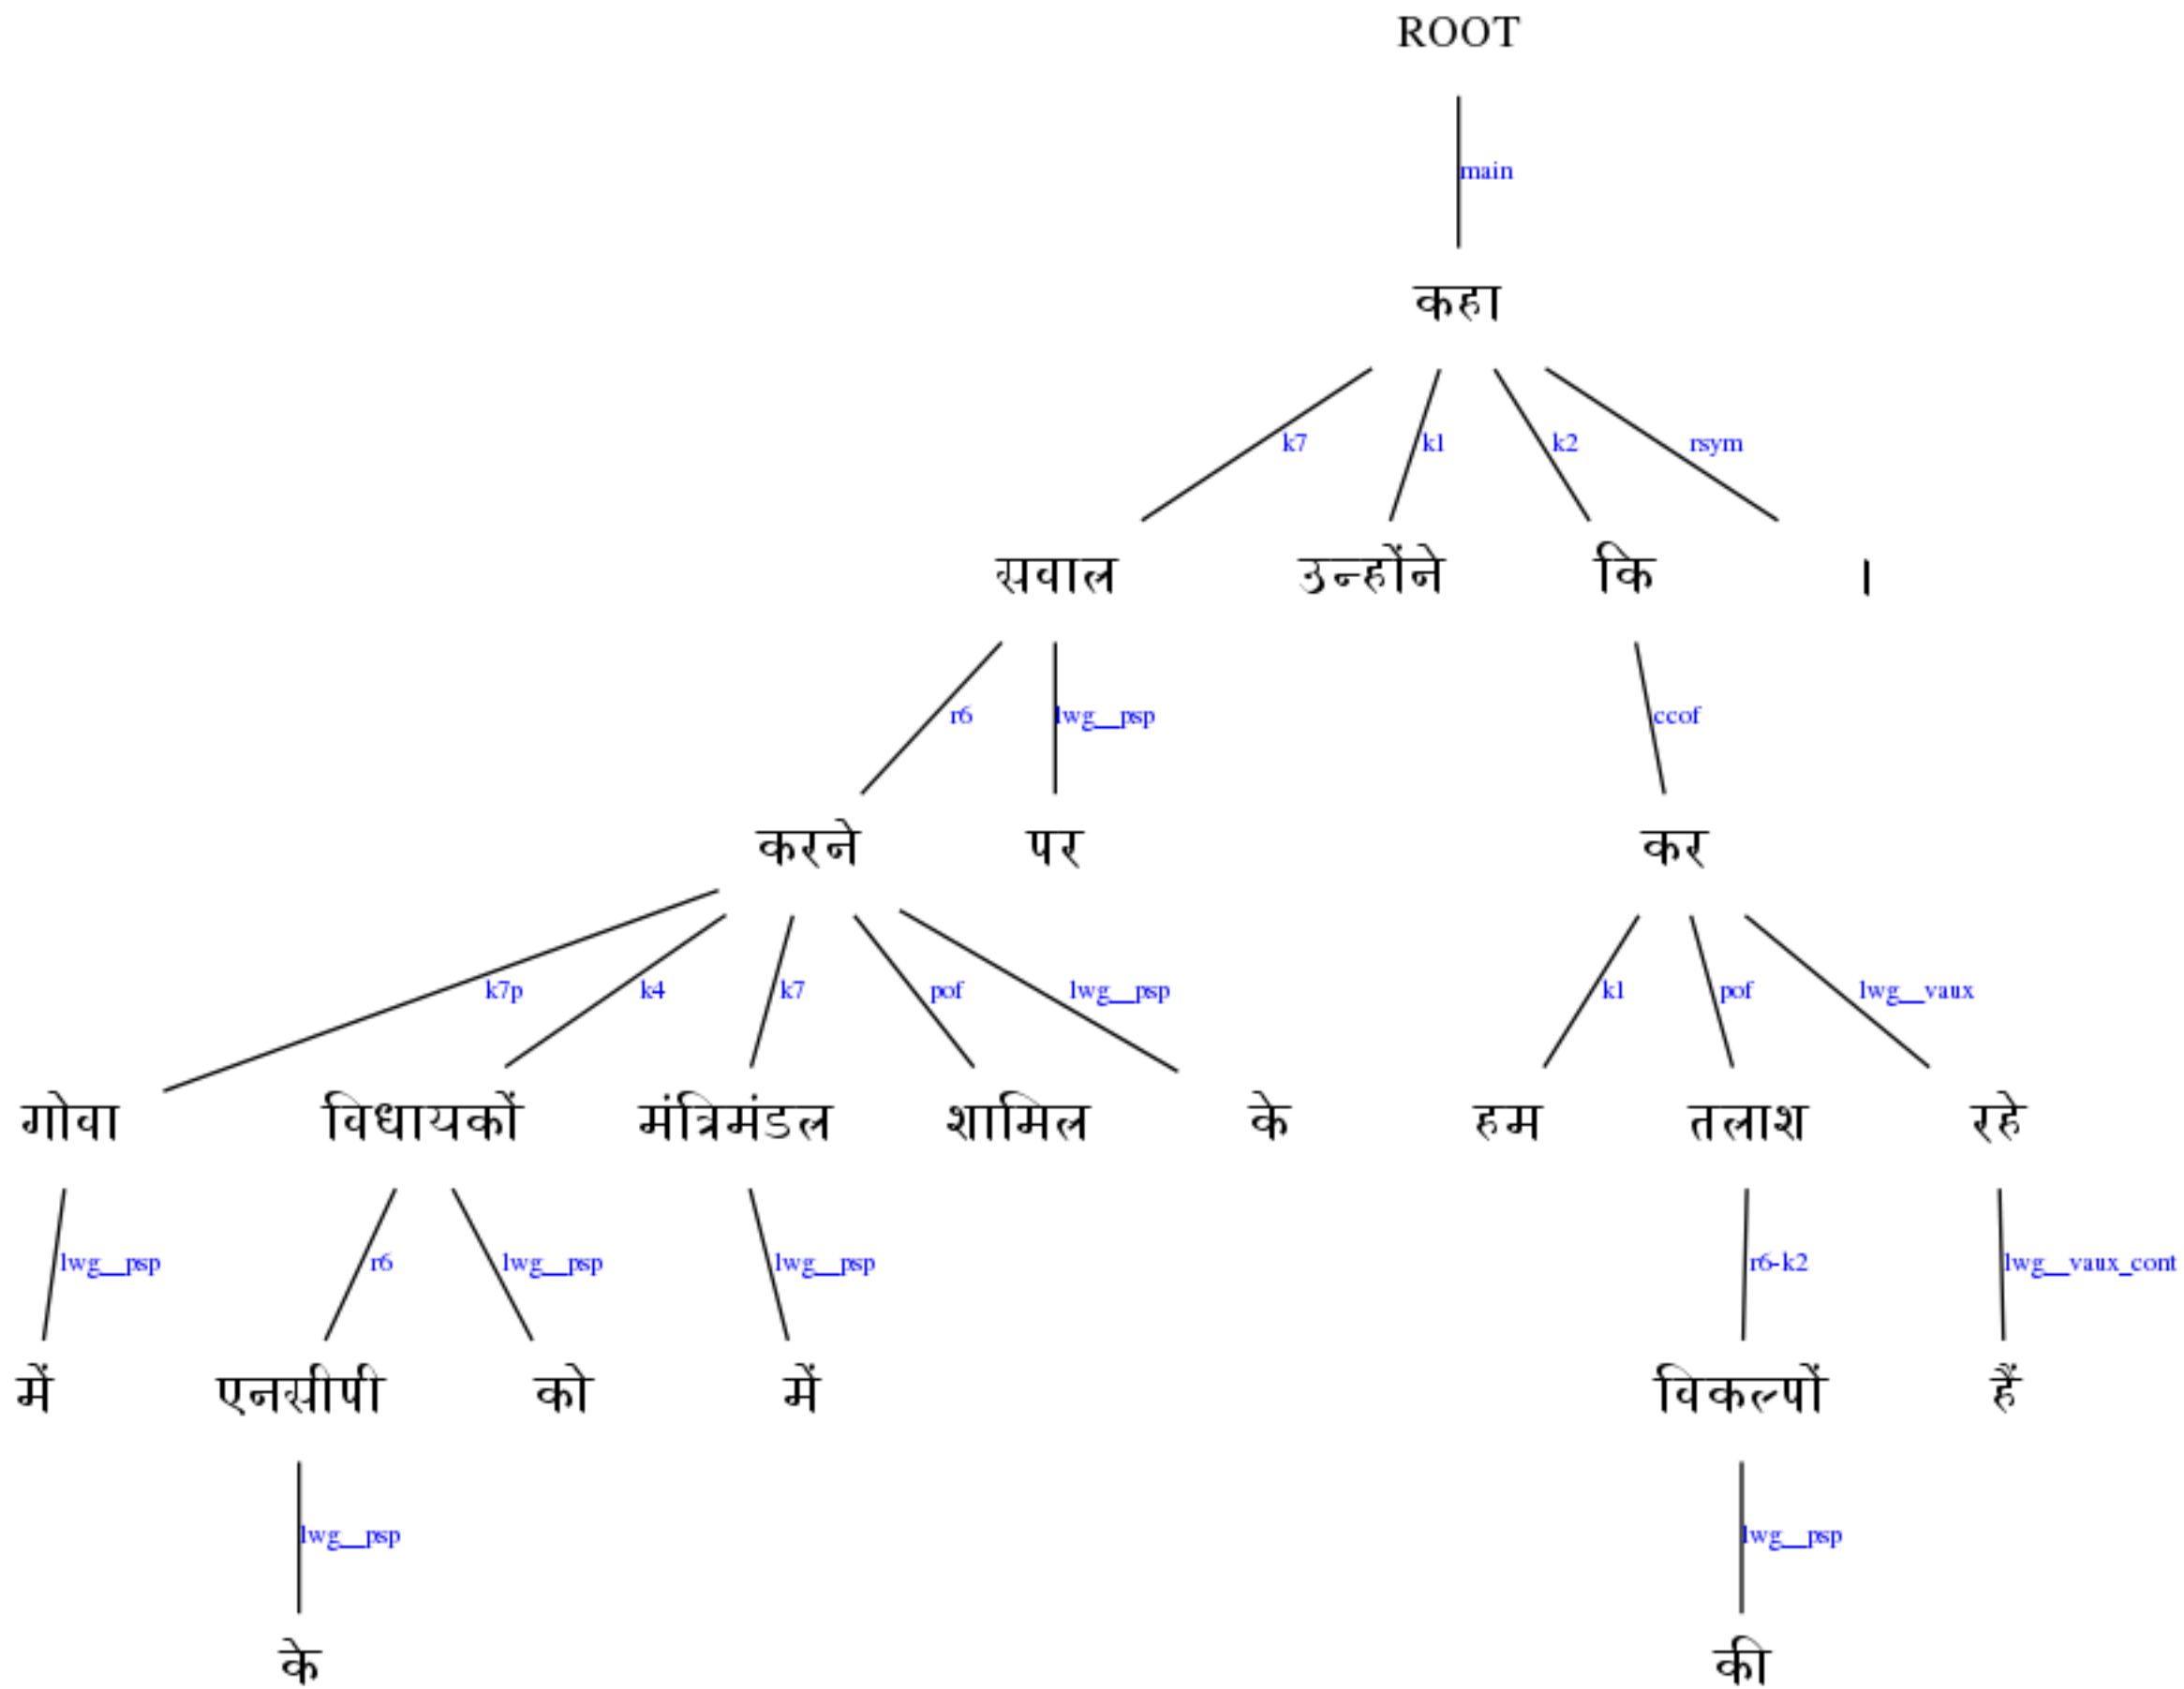 ROOT
main
कहा
k7 k1 k2 rsym
सवाल उन्होंने कि ।
r6 lwg__psp ccof
करने पर कर
k7p k4 k7 pof lwg__psp k1 pof lwg__vaux
गोवा विधायकों मंत्रिमंडल शामिल के हम तलाश रहे
lwg__psp r6 lwg__psp lwg__psp r6-k2 lwg__vaux_cont
में एनसीपी को में विकल्पों हैं
lwg__psp lwg__psp
के की